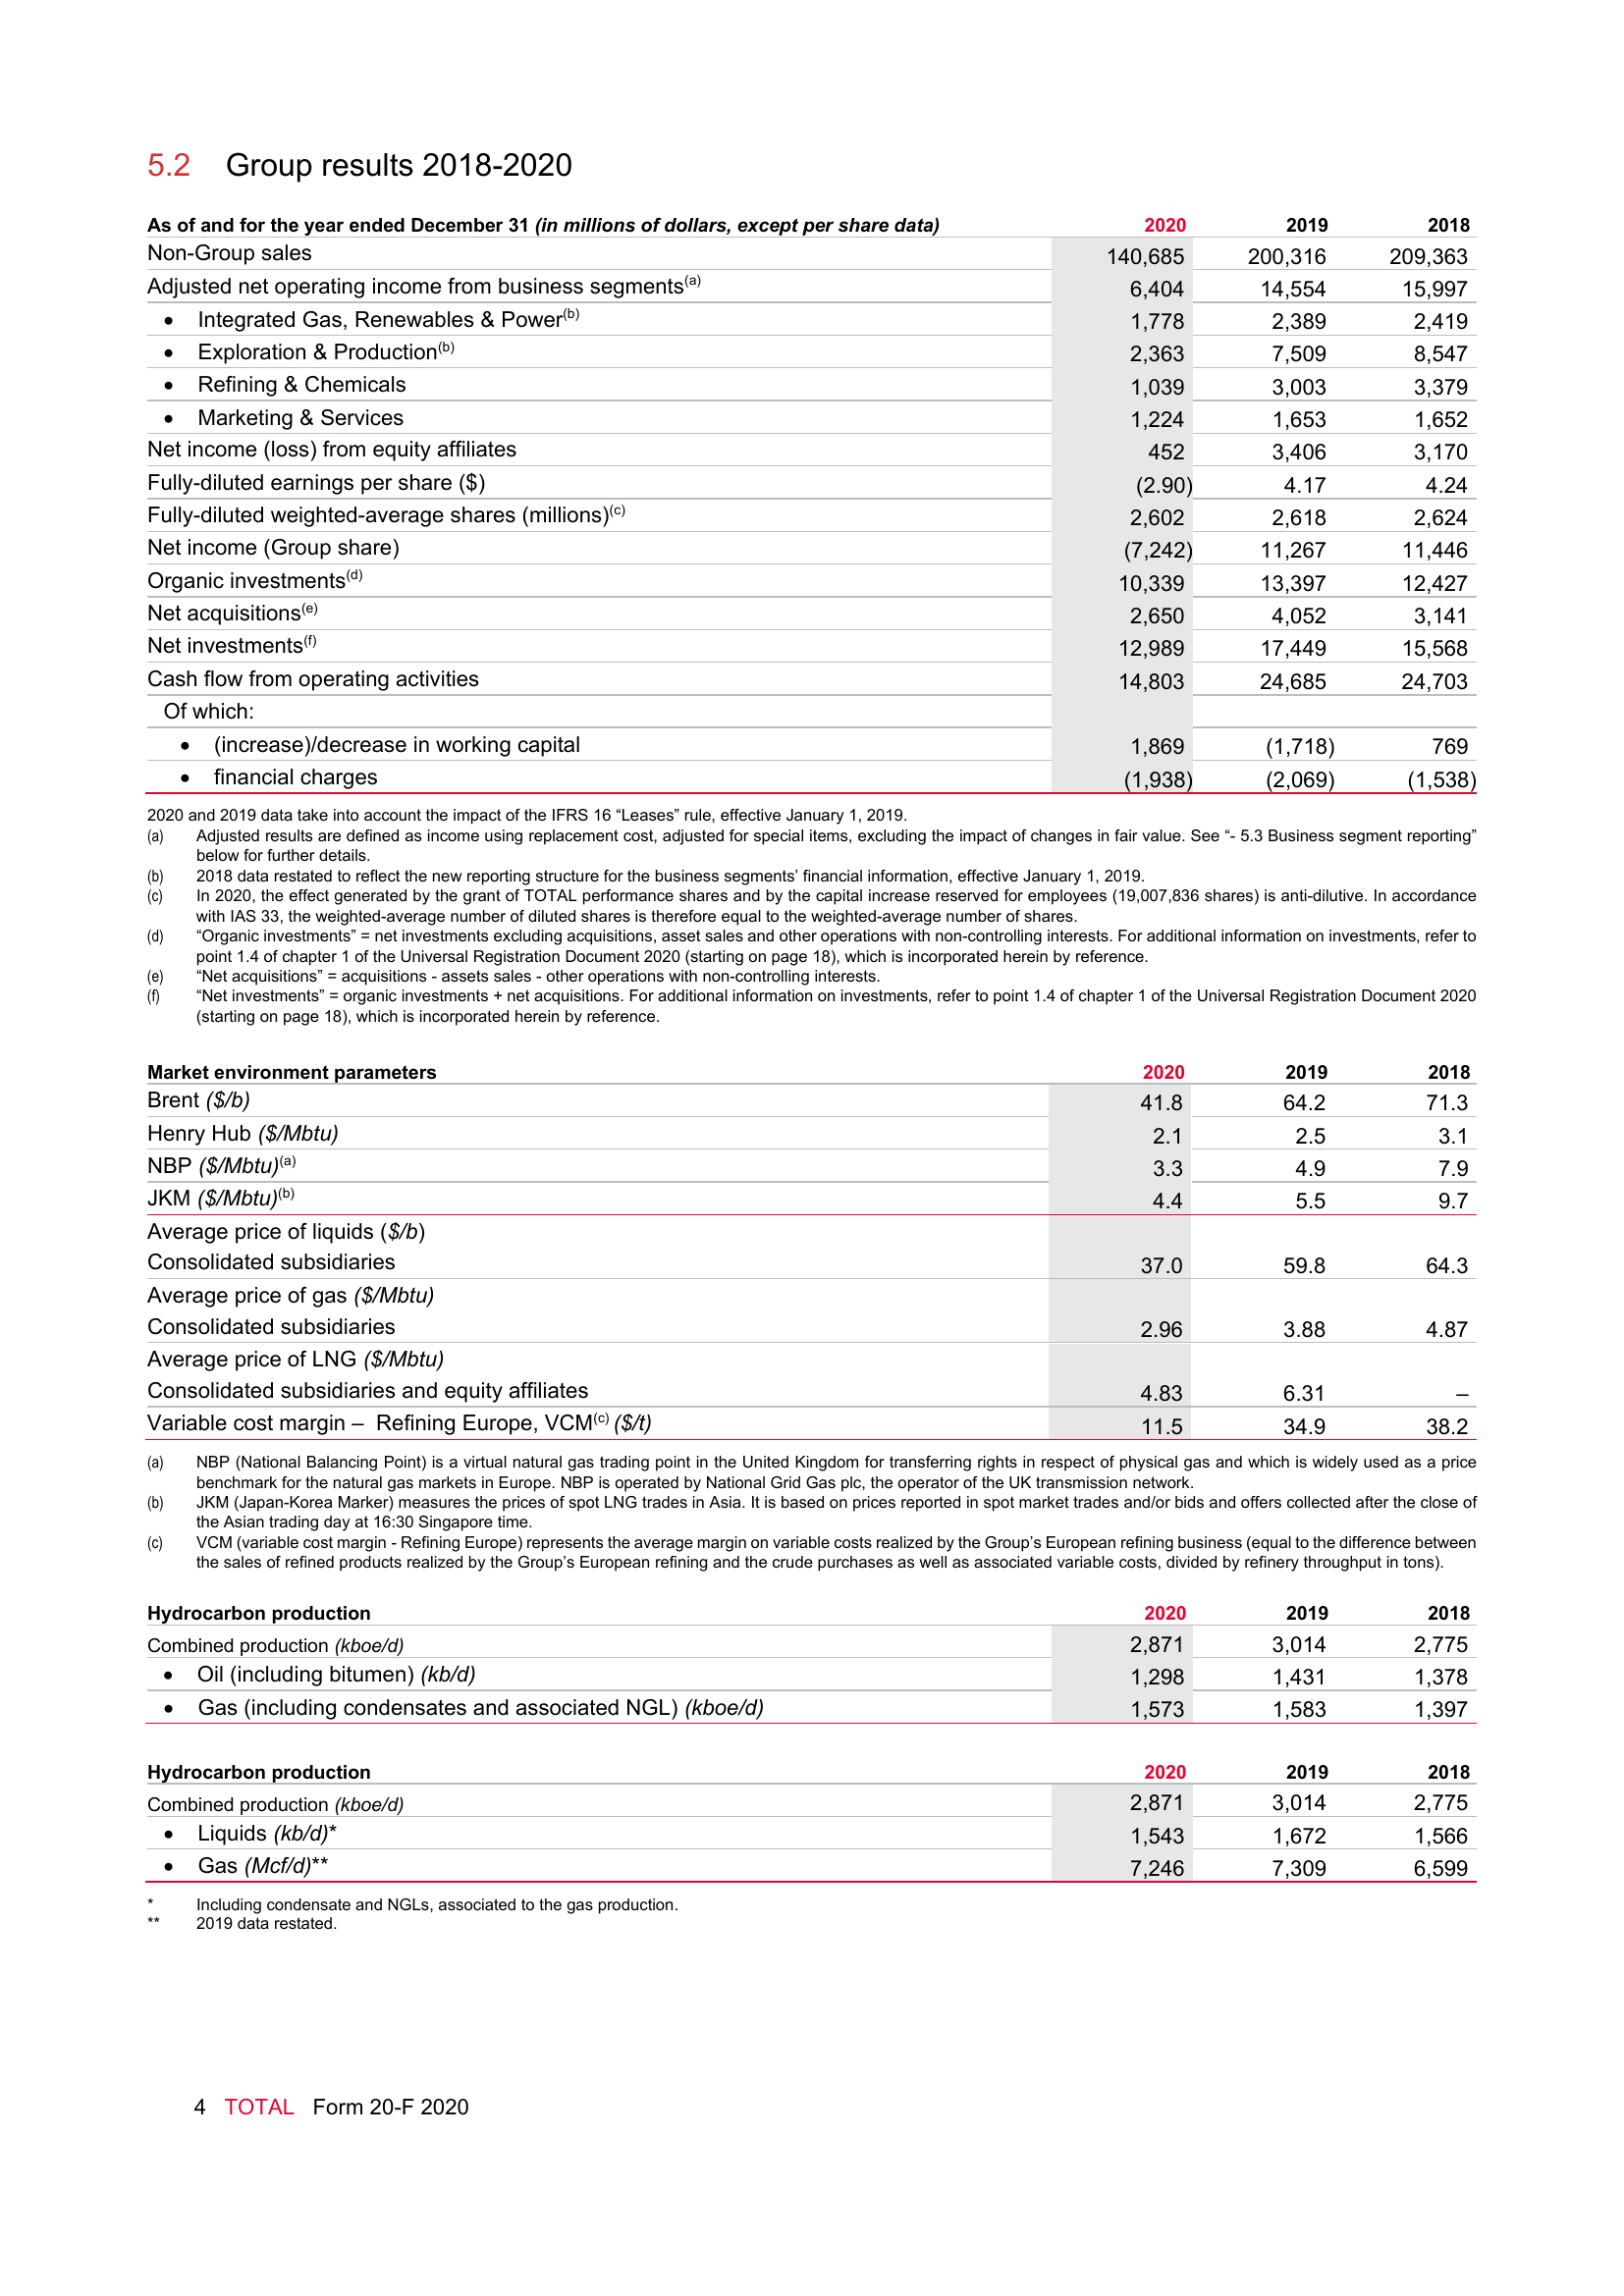 5.2 Group results 2018-2020
As of and for the year ended December 31 (in millions of dollars, except per share data) 2020 2019 2018
Non-Group sales 140,685 200,316 209,363
Adjusted net operating income from business segments(a) 6,404 14,554 15,997
• Integrated Gas, Renewables & Power(b) 1,778 2,389 2,419
• Exploration & Production(b) 2,363 7,509 8,547
• Refining & Chemicals 1,039 3,003 3,379
• Marketing & Services 1,224 1,653 1,652
Net income (loss) from equity affiliates 452 3,406 3,170
Fully-diluted earnings per share ($) (2.90) 4.17 4.24
Fully-diluted weighted-average shares (millions)(c) 2,602 2,618 2,624
Net income (Group share) (7,242) 11,267 11,446
Organic investments(d) 10,339 13,397 12,427
Net acquisitions(e) 2,650 4,052 3,141
Net investments(f) 12,989 17,449 15,568
Cash flow from operating activities 14,803 24,685 24,703
Of which:
• (increase)/decrease in working capital 1,869 (1,718) 769
• financial charges (1,938) (2,069) (1,538)
2020 and 2019 data take into account the impact of the IFRS 16 “Leases” rule, effective January 1, 2019.
(a) Adjusted results are defined as income using replacement cost, adjusted for special items, excluding the impact of changes in fair value. See “- 5.3 Business segment reporting”
below for further details.
(b) 2018 data restated to reflect the new reporting structure for the business segments’ financial information, effective January 1, 2019.
(c) In 2020, the effect generated by the grant of TOTAL performance shares and by the capital increase reserved for employees (19,007,836 shares) is anti-dilutive. In accordance
with IAS 33, the weighted-average number of diluted shares is therefore equal to the weighted-average number of shares.
(d) “Organic investments” = net investments excluding acquisitions, asset sales and other operations with non-controlling interests. For additional information on investments, refer to
point 1.4 of chapter 1 of the Universal Registration Document 2020 (starting on page 18), which is incorporated herein by reference.
(e) “Net acquisitions” = acquisitions - assets sales - other operations with non-controlling interests.
(f) “Net investments” = organic investments + net acquisitions. For additional information on investments, refer to point 1.4 of chapter 1 of the Universal Registration Document 2020
(starting on page 18), which is incorporated herein by reference.
Market environment parameters 2020 2019 2018
Brent ($/b) 41.8 64.2 71.3
Henry Hub ($/Mbtu) 2.1 2.5 3.1
NBP ($/Mbtu)(a) 3.3 4.9 7.9
JKM ($/Mbtu)(b) 4.4 5.5 9.7
Average price of liquids ($/b)
Consolidated subsidiaries 37.0 59.8 64.3
Average price of gas ($/Mbtu)
Consolidated subsidiaries 2.96 3.88 4.87
Average price of LNG ($/Mbtu)
Consolidated subsidiaries and equity affiliates 4.83 6.31 –
Variable cost margin – Refining Europe, VCM(c) ($/t) 11.5 34.9 38.2
(a) NBP (National Balancing Point) is a virtual natural gas trading point in the United Kingdom for transferring rights in respect of physical gas and which is widely used as a price
benchmark for the natural gas markets in Europe. NBP is operated by National Grid Gas plc, the operator of the UK transmission network.
(b) JKM (Japan-Korea Marker) measures the prices of spot LNG trades in Asia. It is based on prices reported in spot market trades and/or bids and offers collected after the close of
the Asian trading day at 16:30 Singapore time.
(c) VCM (variable cost margin - Refining Europe) represents the average margin on variable costs realized by the Group’s European refining business (equal to the difference between
the sales of refined products realized by the Group’s European refining and the crude purchases as well as associated variable costs, divided by refinery throughput in tons).
Hydrocarbon production 2020 2019 2018
Combined production (kboe/d) 2,871 3,014 2,775
• Oil (including bitumen) (kb/d) 1,298 1,431 1,378
• Gas (including condensates and associated NGL) (kboe/d) 1,573 1,583 1,397
Hydrocarbon production 2020 2019 2018
Combined production (kboe/d) 2,871 3,014 2,775
• Liquids (kb/d)* 1,543 1,672 1,566
• Gas (Mcf/d)** 7,246 7,309 6,599
* Including condensate and NGLs, associated to the gas production.
** 2019 data restated.
4 TOTAL Form 20-F 2020